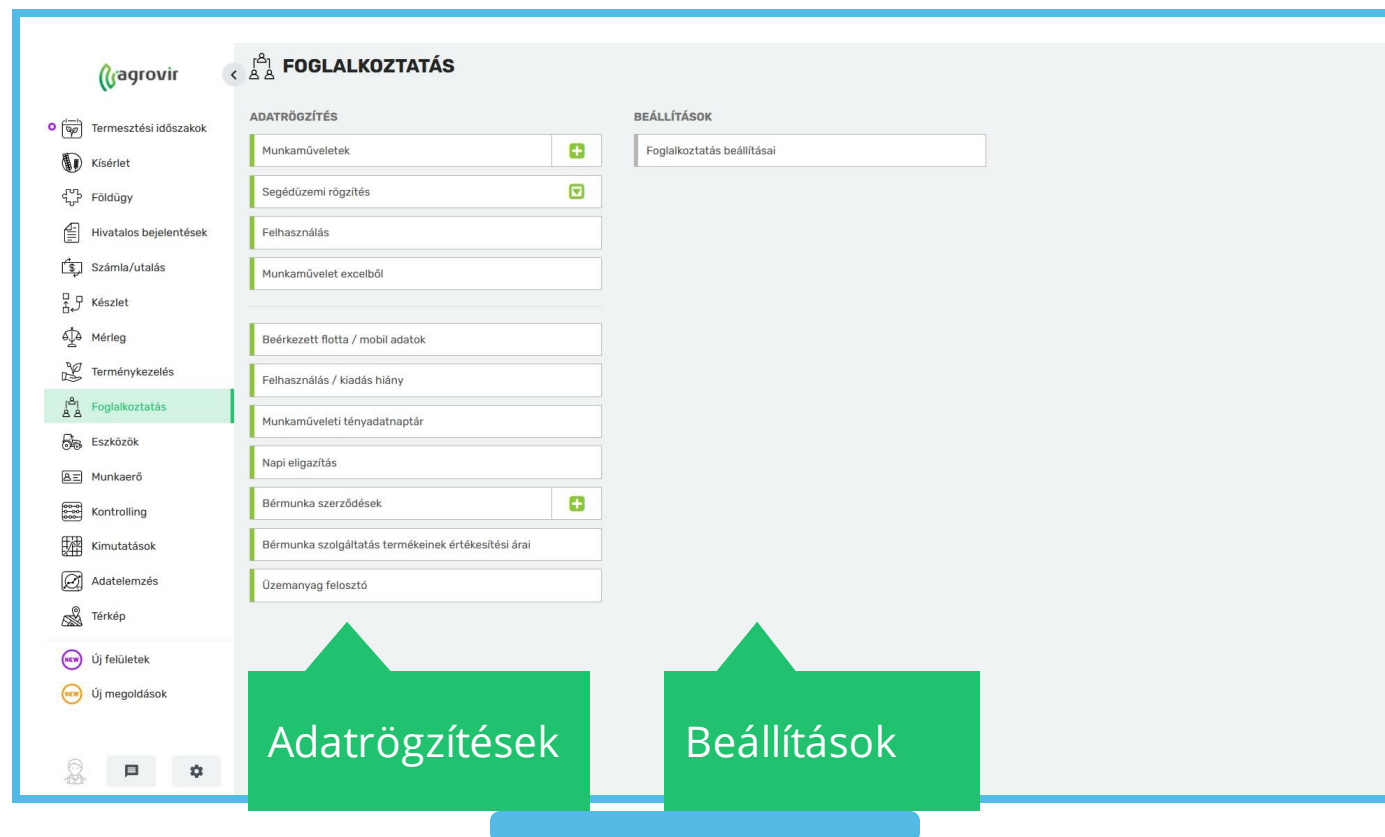 agrovir
Termesztési időszakok
Kísérlet
Földügy
Hivatalos bejelentések
Számla/utalás
Készlet
Mérleg
Terménykezelés
Foglalkoztatás
Eszközök
Munkaerő
Kontrolling
Kimutatások
Adatelemzés
Térkép
NEW Új felületek
NEW Új megoldások
FOGLALKOZTATÁS
ADATRÖGZÍTÉS
Munkaműveletek
Segédüzemi rögzítés
Felhasználás
Munkaművelet excelből
Beérkezett flotta / mobil adatok
Felhasználás / kiadás hiány
Munkaműveleti tényadatnaptár
Napi eligazítás
Bérmunka szerződések
Bérmunka szolgáltatás termékeinek értékesítési árai
Üzemanyag felosztó
BEÁLLÍTÁSOK
Foglalkoztatás beállításai
Adatrögzítések
Beállítások